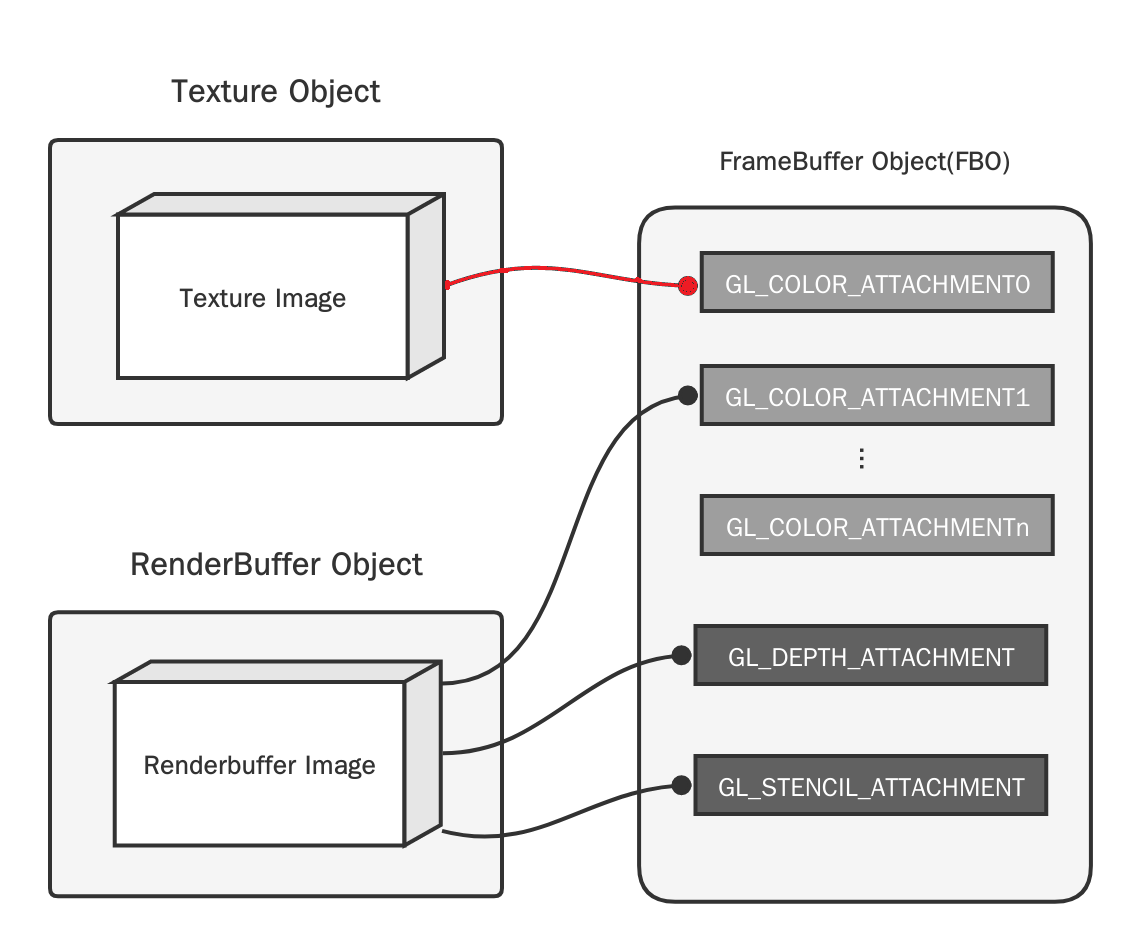 Texture Object
FrameBuffer Object(FBO)
Texture Image
GL_COLOR_ATTACHMENT0
GL_COLOR_ATTACHMENT1
⋮
GL_COLOR_ATTACHMENTn
RenderBuffer Object
Renderbuffer Image
GL_DEPTH_ATTACHMENT
GL_STENCIL_ATTACHMENT